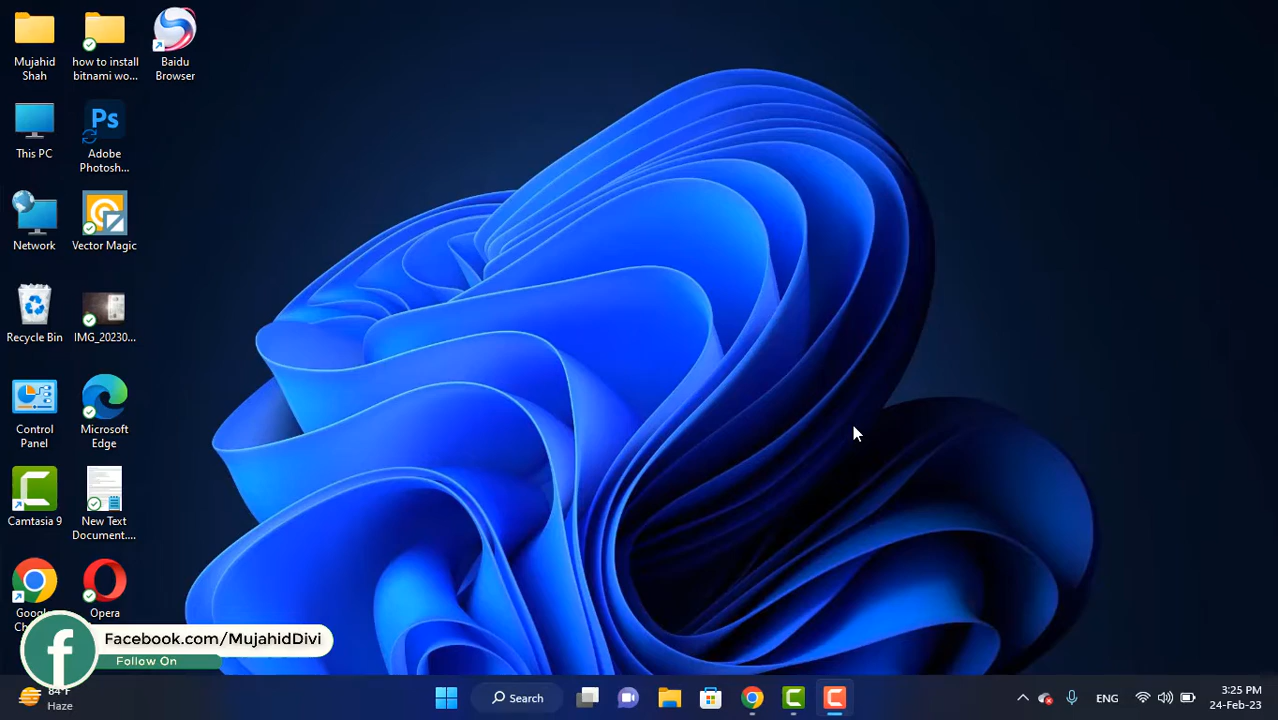 Mujahid
Shah
how to install
bitnami wo...
Baidu
Browser
This PC
Ps
Adobe
Photosh...
Network
Vector Magic
Recycle Bin
IMG_20230...
Control
Panel
Microsoft
Edge
Camtasia 9
New Text
Document....
Google
Opera
Facebook.com/MujahidDivi
Follow On
84°F
Haze
Search
ENG
3:25 PM
24-Feb-23